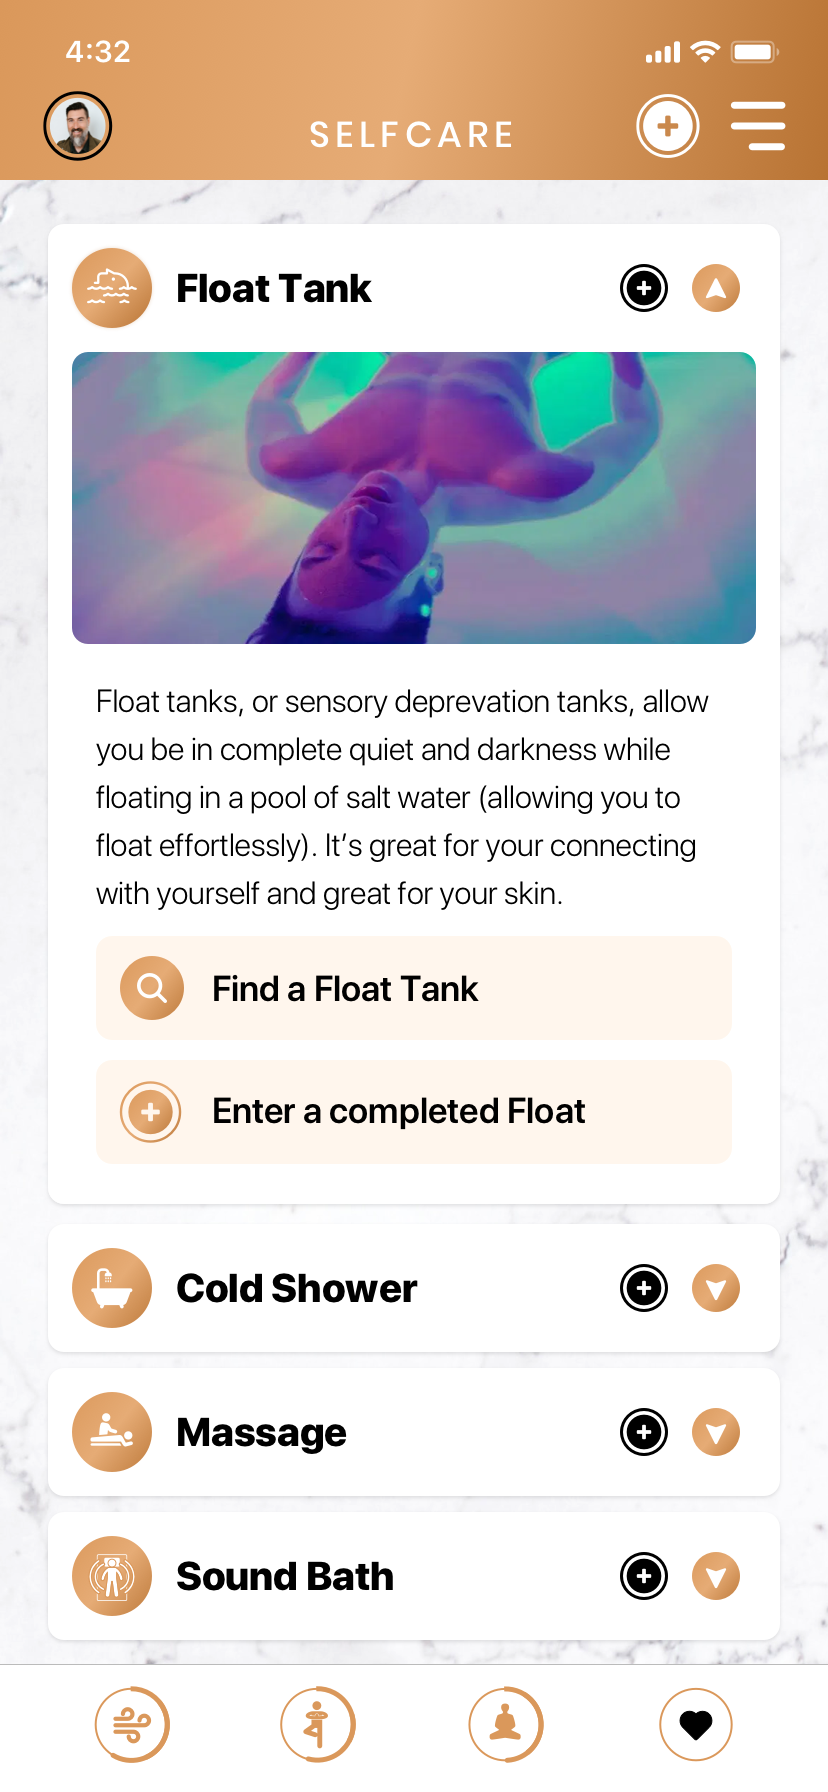 4:32
SELFCARE
Float Tank
Float tanks, or sensory deprevation tanks, allow
you be in complete quiet and darkness while
floating in a pool of salt water (allowing you to
float effortlessly). It’s great for your connecting
with yourself and great for your skin.
Find a Float Tank
Enter a completed Float
Cold Shower
Massage
Sound Bath